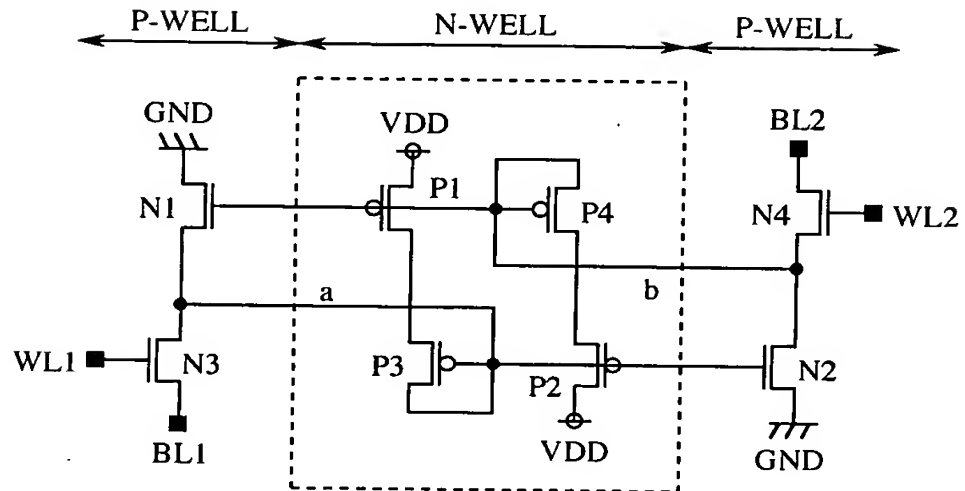 P-WELL N-WELL P-WELL
GND
VDD
BL2
P1
N1
P4
N4
WL2
a
b
WL1
N3
P3
P2
N2
BL1
VDD
GND